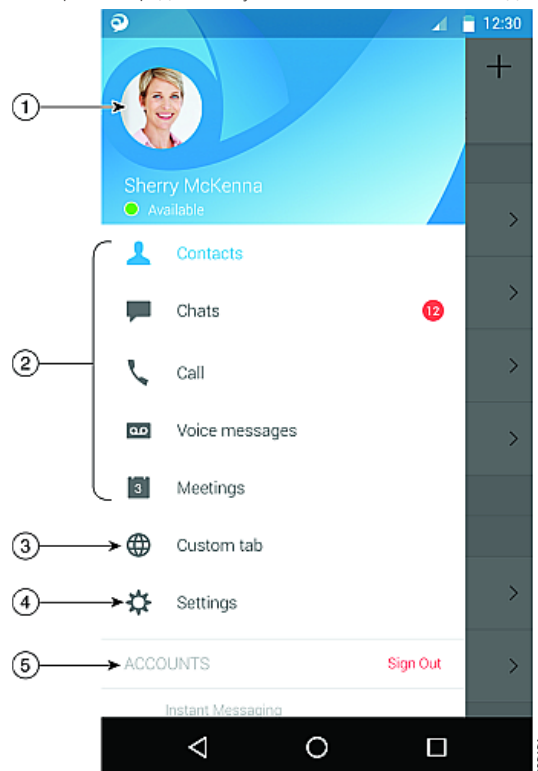 12:30
1
Sherry McKenna
Available
Contacts
Chats 12
2
Call
Voice messages
3 Meetings
3
Custom tab
4
Settings
5
ACCOUNTS Sign Out
Instant Messaging